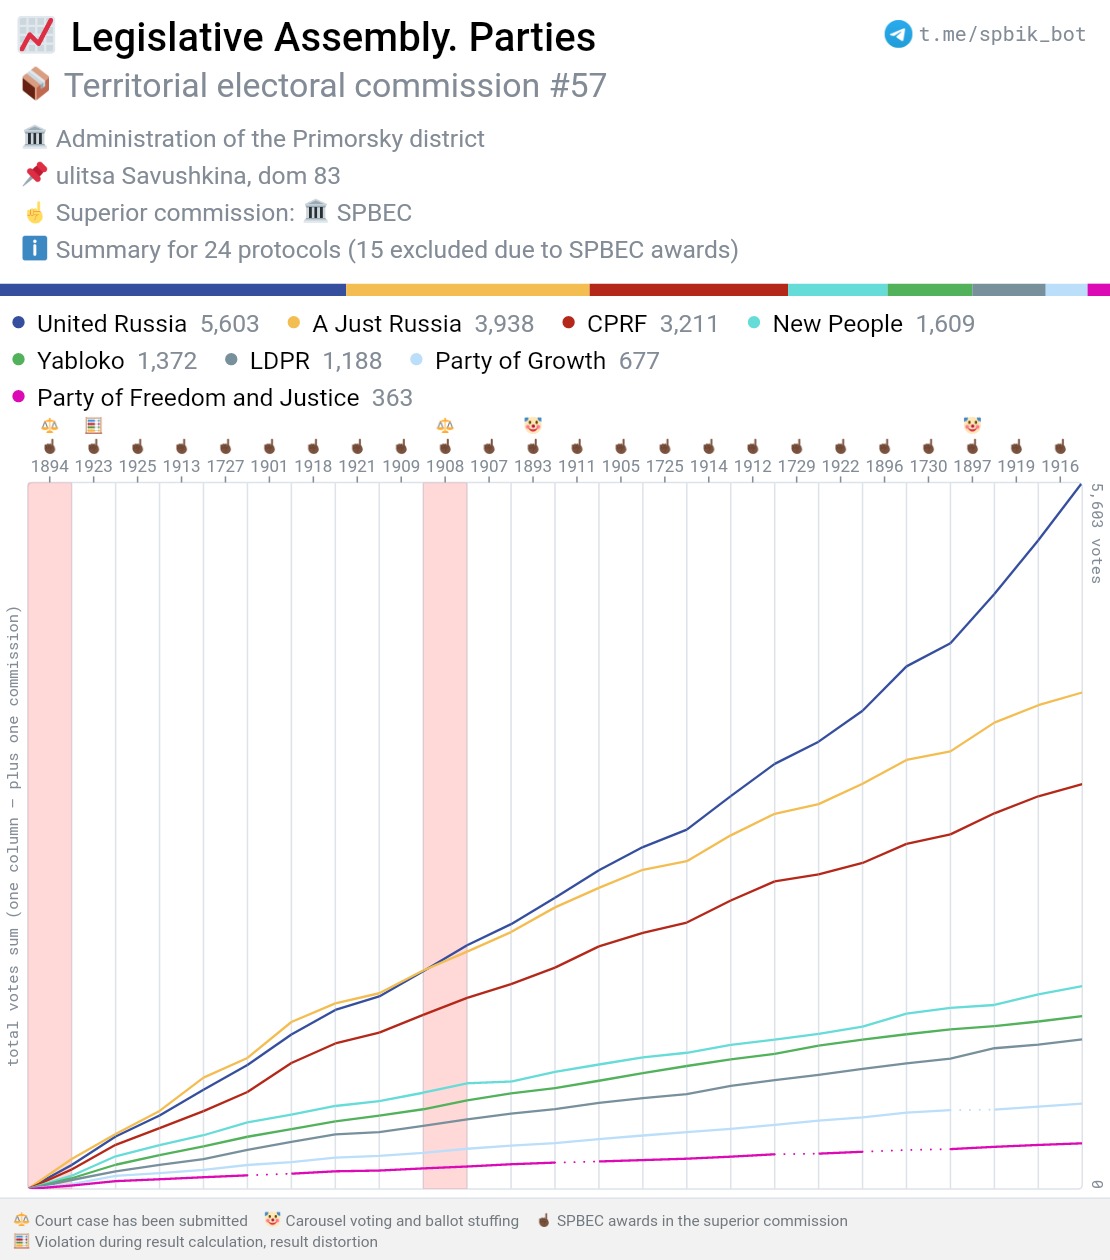 Legislative Assembly. Parties
t.me/spbik_bot
Territorial electoral commission #57
Administration of the Primorsky district
ulitsa Savushkina, dom 83
Superior commission: SPBEC
Summary for 24 protocols (15 excluded due to SPBEC awards)
United Russia 5,603 A Just Russia 3,938 CPRF 3,211 New People 1,609
Yabloko 1,372 LDPR 1,188 Party of Growth 677
Party of Freedom and Justice 363
1894 1923 1925 1913 1727 1901 1918 1921 1909 1908 1907 1893 1911 1905 1725 1914 1912 1729 1922 1896 1730 1897 1919 1916
5,603 votes
total votes sum (one column – plus one commission)
0
Court case has been submitted Carousel voting and ballot stuffing SPBEC awards in the superior commission
Violation during result calculation, result distortion